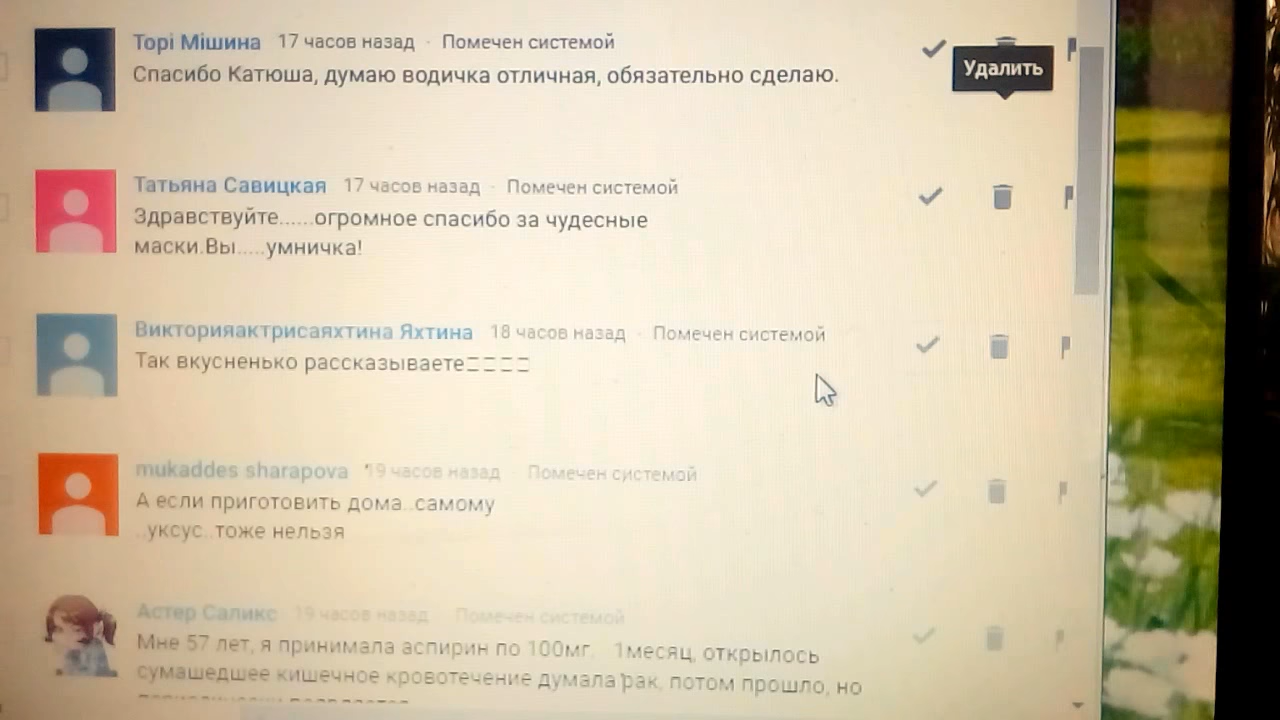 Торі Мішина 17 часов назад · Помечен системой
Спасибо Катюша, думаю водичка отличная, обязательно сделаю.
Удалить
Татьяна Савицкая 17 часов назад · Помечен системой
Здравствуйте......огромное спасибо за чудесные
маски.Вы.....умничка!
Викторияактрисаяхтина Яхтина 18 часов назад · Помечен системой
Так вкусненько рассказываете
mukaddes sharapova 19 часов назад · Помечен системой
А если приготовить дома..самому
..уксус..тоже нельзя
Астер Саликс 19 часов назад · Помечен системой
Мне 57 лет, я принимала аспирин по 100мг. 1месяц, открылось
сумашедшее кишечное кровотечение думала рак, потом прошло, но